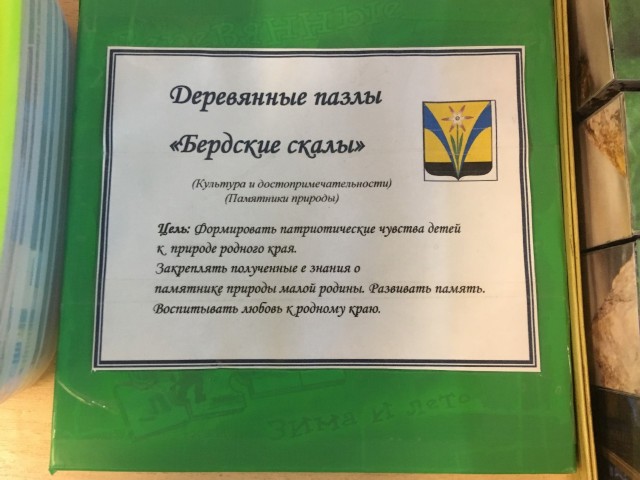 Деревянные пазлы
«Бердские скалы»
(Культура и достопримечательности)
(Памятники природы)
Цель: Формировать патриотические чувства детей
к природе родного края.
Закреплять полученные е знания о
памятнике природы малой родины. Развивать память.
Воспитывать любовь к родному краю.